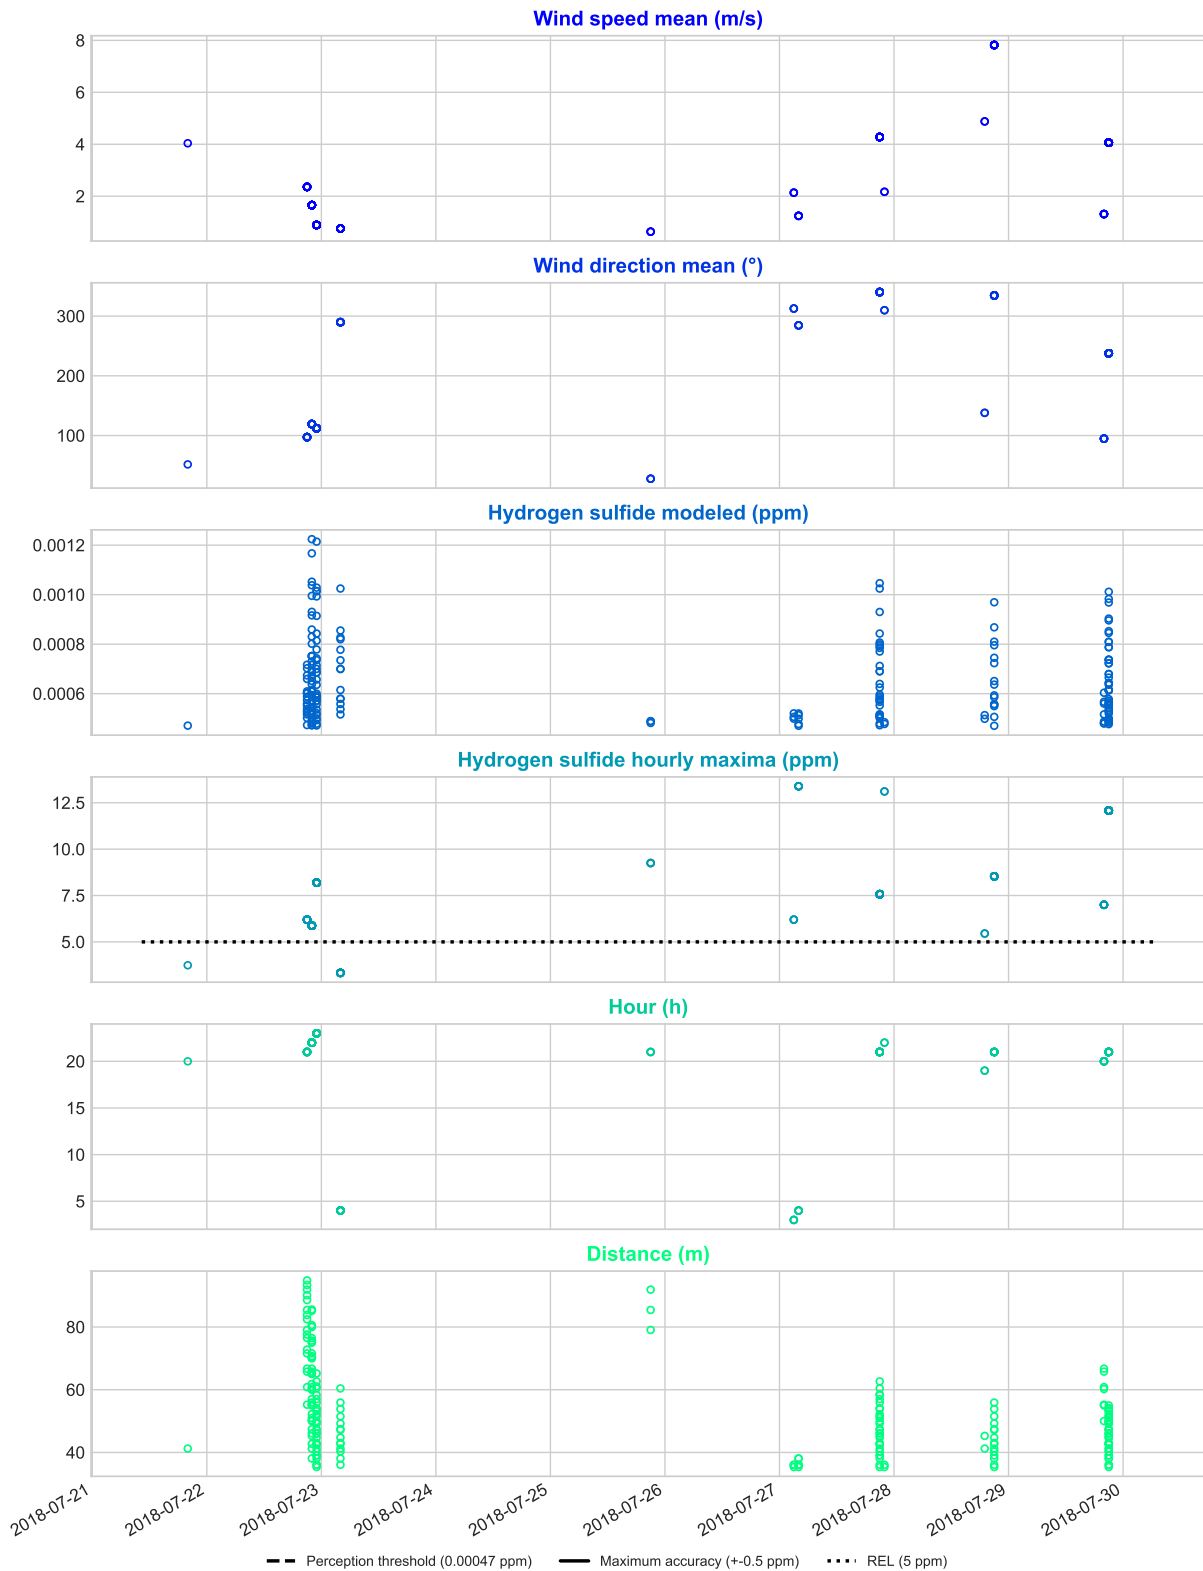 Wind speed mean (m/s)
8
6
4
2
Wind direction mean (°)
300
200
100
Hydrogen sulfide modeled (ppm)
0.0012
0.0010
0.0008
0.0006
Hydrogen sulfide hourly maxima (ppm)
12.5
10.0
7.5
5.0
Hour (h)
20
15
10
5
Distance (m)
80
60
40
2018-07-21 2018-07-22 2018-07-23 2018-07-24 2018-07-25 2018-07-26 2018-07-27 2018-07-28 2018-07-29 2018-07-30
Perception threshold (0.00047 ppm) Maximum accuracy (+-0.5 ppm) REL (5 ppm)